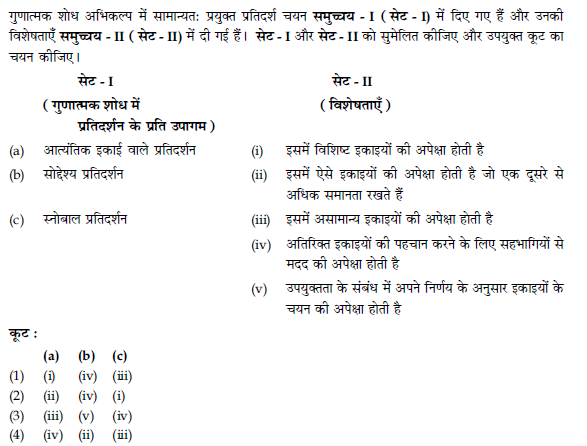 गुणात्मक शोध अभिकल्प में सामान्यत: प्रयुक्त प्रतिदर्श चयन समुच्चय - I ( सेट - I) में दिए गए हैं और उनकी
विशेषताएँ समुच्चय - II ( सेट - II) में दी गई हैं। सेट - I और सेट - II को सुमेलित कीजिए और उपयुक्त कूट का
चयन कीजिए।
सेट - I सेट - II
( गुणात्मक शोध में ( विशेषताएँ )
प्रतिदर्शन के प्रति उपागम )
(a) आत्यंतिक इकाई वाले प्रतिदर्शन (i) इसमें विशिष्ट इकाइयों की अपेक्षा होती है
(b) सोद्देश्य प्रतिदर्शन (ii) इसमें ऐसे इकाइयों की अपेक्षा होती है जो एक दूसरे से
अधिक समानता रखते हैं
(c) स्नोबाल प्रतिदर्शन (iii) इसमें असामान्य इकाइयों की अपेक्षा होती है
(iv) अतिरिक्त इकाइयों की पहचान करने के लिए सहभागियों से
मदद की अपेक्षा होती है
(v) उपयुक्तता के संबंध में अपने निर्णय के अनुसार इकाइयों के
चयन की अपेक्षा होती है
कूट :
(a) (b) (c)
(1) (i) (iv) (iii)
(2) (ii) (iv) (i)
(3) (iii) (v) (iv)
(4) (iv) (ii) (iii)